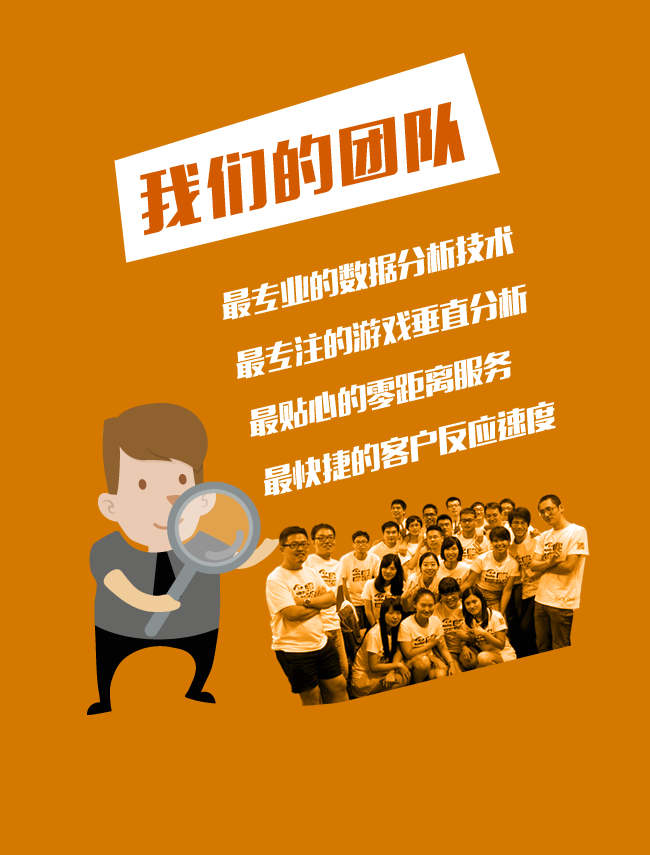 我们的团队
最专业的数据分析技术
最专注的游戏垂直分析
最贴心的零距离服务
最快捷的客户反应速度